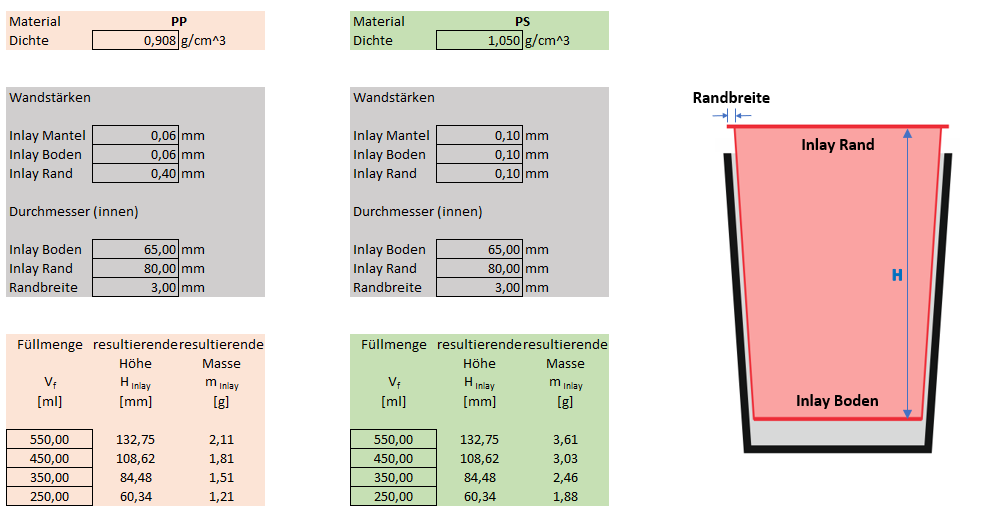 Material PP
Dichte 0,908 g/cm^3
Wandstärken
Inlay Mantel 0,06 mm
Inlay Boden 0,06 mm
Inlay Rand 0,40 mm
Durchmesser (innen)
Inlay Boden 65,00 mm
Inlay Rand 80,00 mm
Randbreite 3,00 mm
Füllmenge resultierende resultierende
Höhe Masse
Vf H Inlay m Inlay
[ml] [mm] [g]
550,00 132,75 2,11
450,00 108,62 1,81
350,00 84,48 1,51
250,00 60,34 1,21
Material PS
Dichte 1,050 g/cm^3
Wandstärken
Inlay Mantel 0,10 mm
Inlay Boden 0,10 mm
Inlay Rand 0,10 mm
Durchmesser (innen)
Inlay Boden 65,00 mm
Inlay Rand 80,00 mm
Randbreite 3,00 mm
Füllmenge resultierende resultierende
Höhe Masse
Vf H Inlay m Inlay
[ml] [mm] [g]
550,00 132,75 3,61
450,00 108,62 3,03
350,00 84,48 2,46
250,00 60,34 1,88
Randbreite
Inlay Rand
H
Inlay Boden